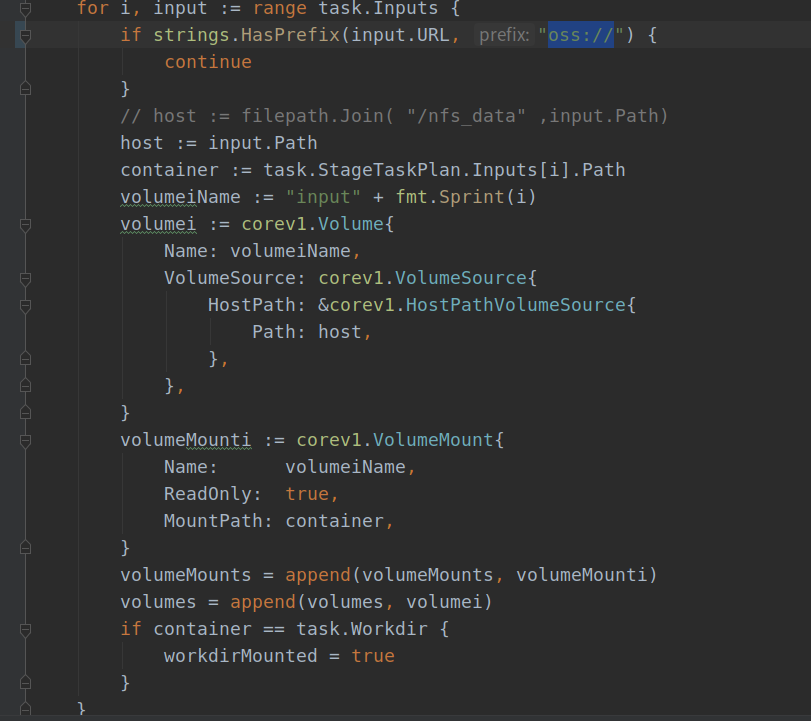 for i, input := range task.Inputs {
if strings.HasPrefix(input.URL, prefix: "oss://") {
continue
}
// host := filepath.Join( "/nfs_data" ,input.Path)
host := input.Path
container := task.StageTaskPlan.Inputs[i].Path
volumeiName := "input" + fmt.Sprint(i)
volumei := corev1.Volume{
Name: volumeiName,
VolumeSource: corev1.VolumeSource{
HostPath: &corev1.HostPathVolumeSource{
Path: host,
},
},
}
volumeMounti := corev1.VolumeMount{
Name: volumeiName,
ReadOnly: true,
MountPath: container,
}
volumeMounts = append(volumeMounts, volumeMounti)
volumes = append(volumes, volumei)
if container == task.Workdir {
workdirMounted = true
}
}